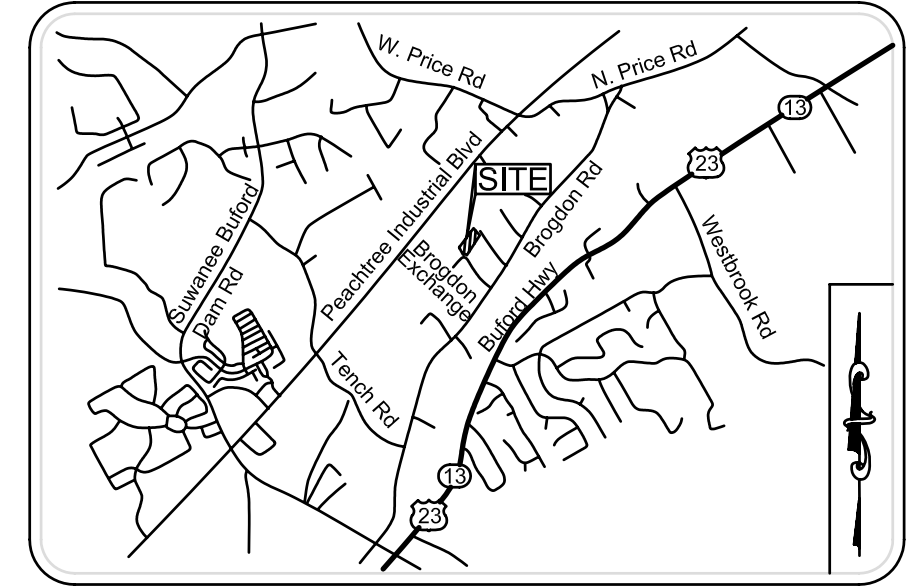 W. Price Rd
N. Price Rd
13
23
Peachtree Industrial Blvd
SITE
Brogdon Rd
Suwanee Buford
Dam Rd
Brogdon
Exchange
Buford Hwy
Westbrook Rd
Tench Rd
13
23